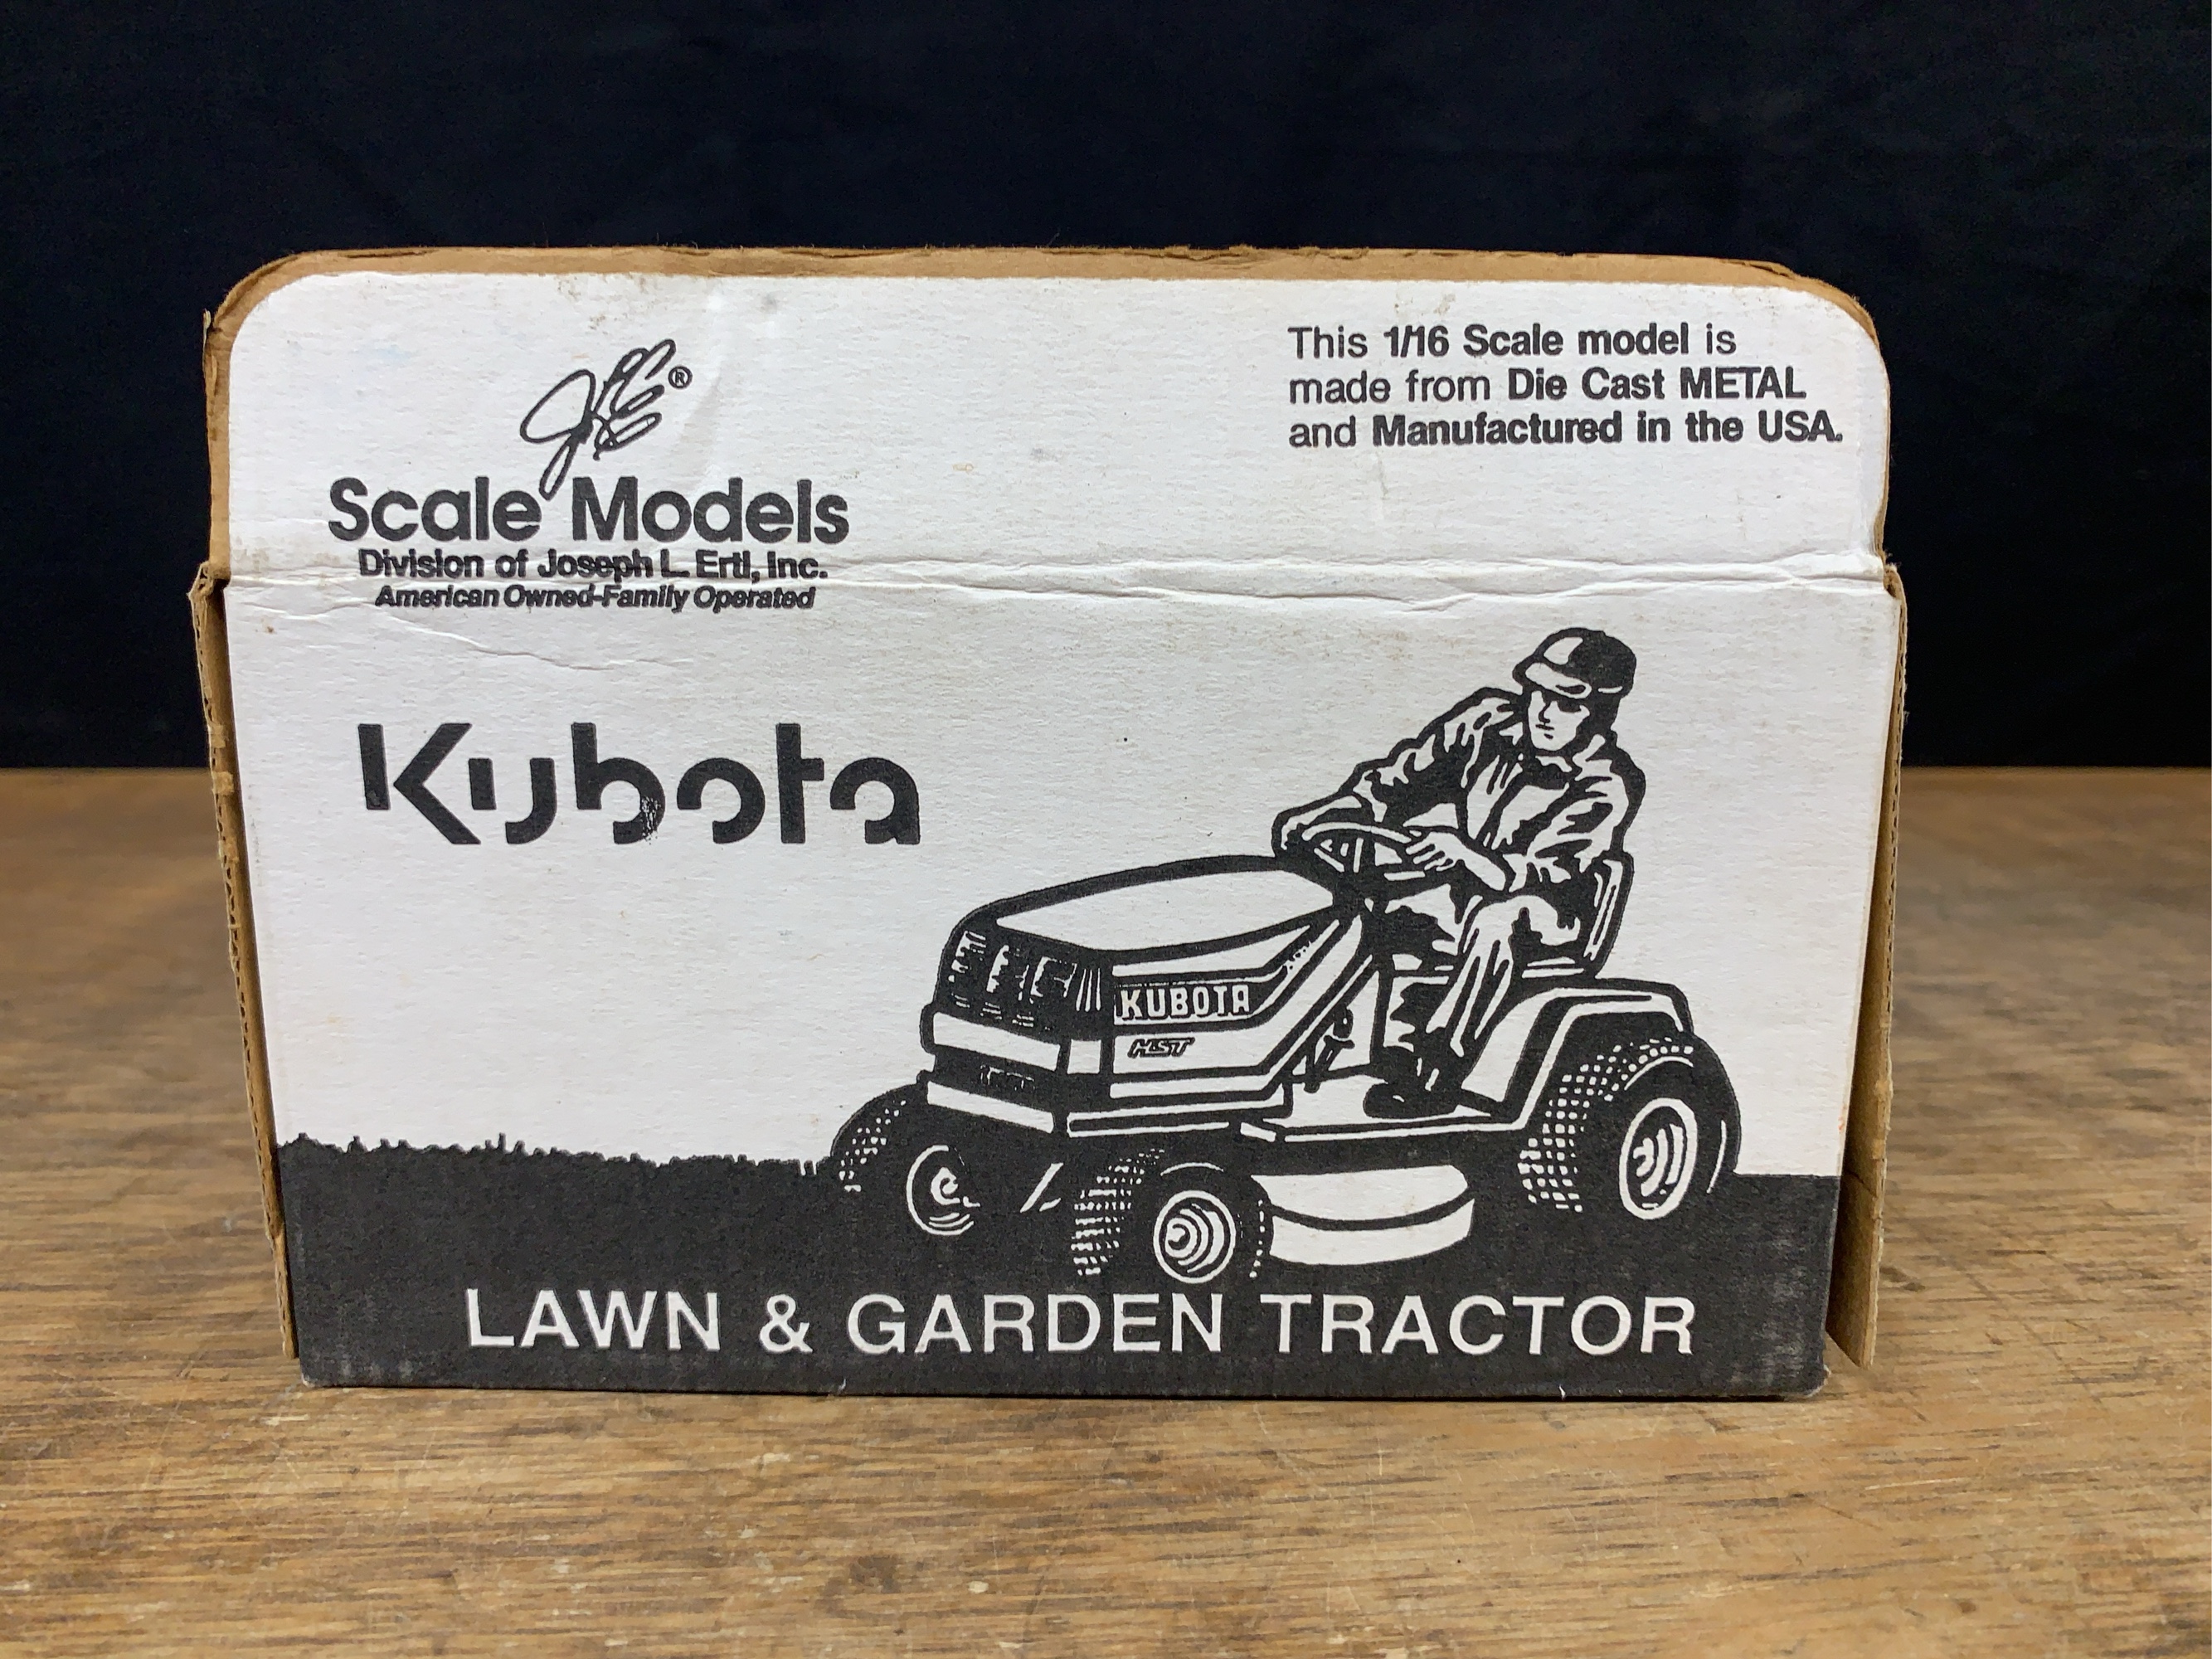 JLE®
Scale Models
Division of Joseph L. Ertl, Inc.
American Owned-Family Operated
This 1/16 Scale model is
made from Die Cast METAL
and Manufactured in the USA.
Kubota
KUBOTA
HST
LAWN & GARDEN TRACTOR